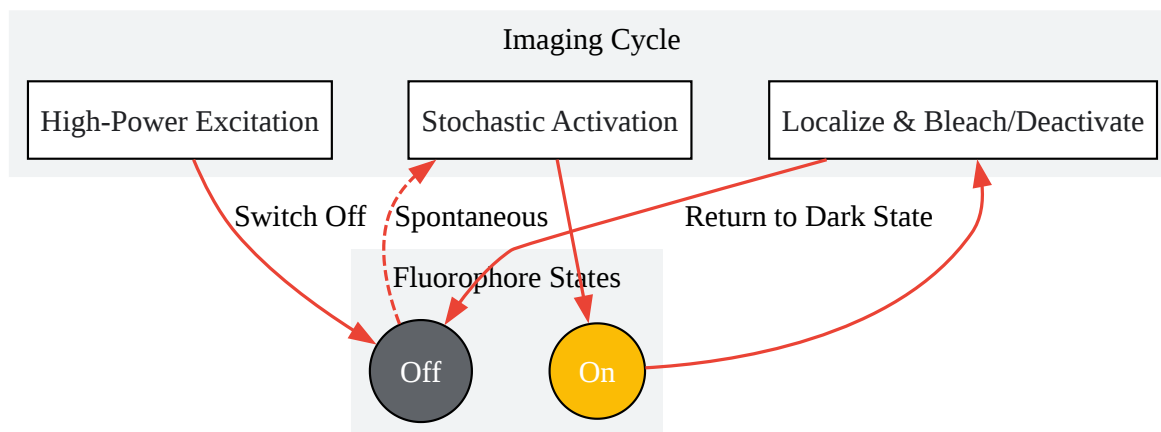 Imaging Cycle
High-Power Excitation
Stochastic Activation
Localize & Bleach/Deactivate
Switch Off
Spontaneous
Return to Dark State
Fluorophore States
Off
On